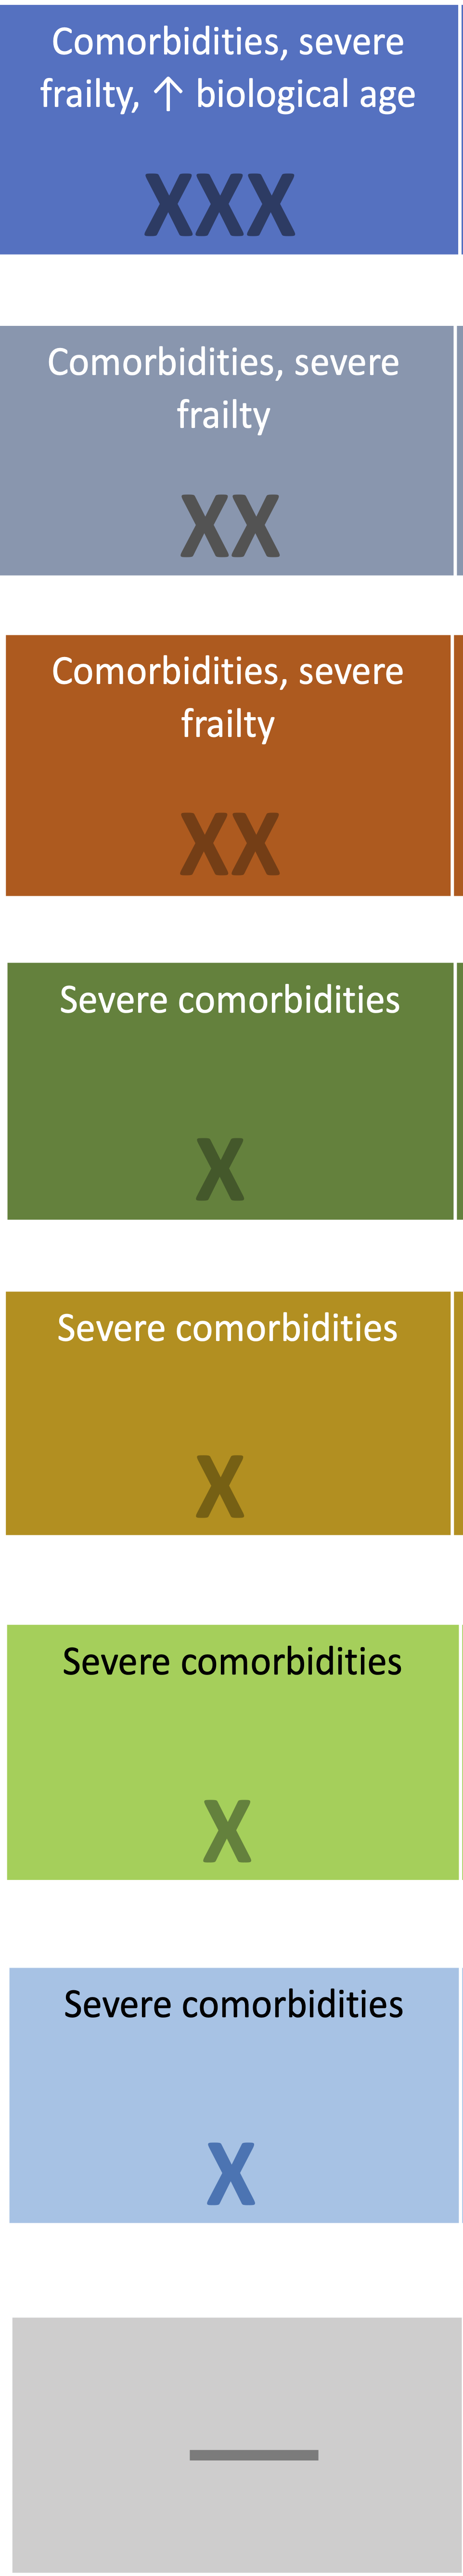 Comorbidities, severe
frailty, ↑ biological age
XXX
Comorbidities, severe
frailty
XX
Comorbidities, severe
frailty
XX
Severe comorbidities
X
Severe comorbidities
X
Severe comorbidities
X
Severe comorbidities
X
—